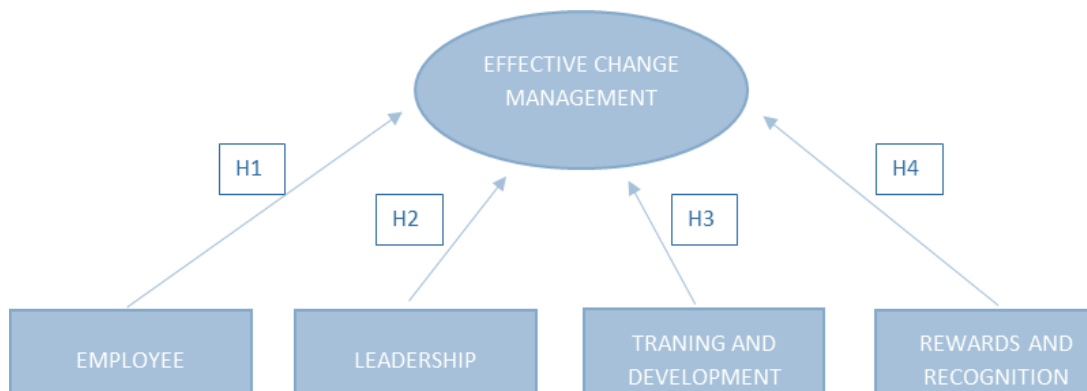 EFFECTIVE CHANGE
MANAGEMENT
H1
H2
H3
H4
EMPLOYEE
LEADERSHIP
TRANING AND
DEVELOPMENT
REWARDS AND
RECOGNITION